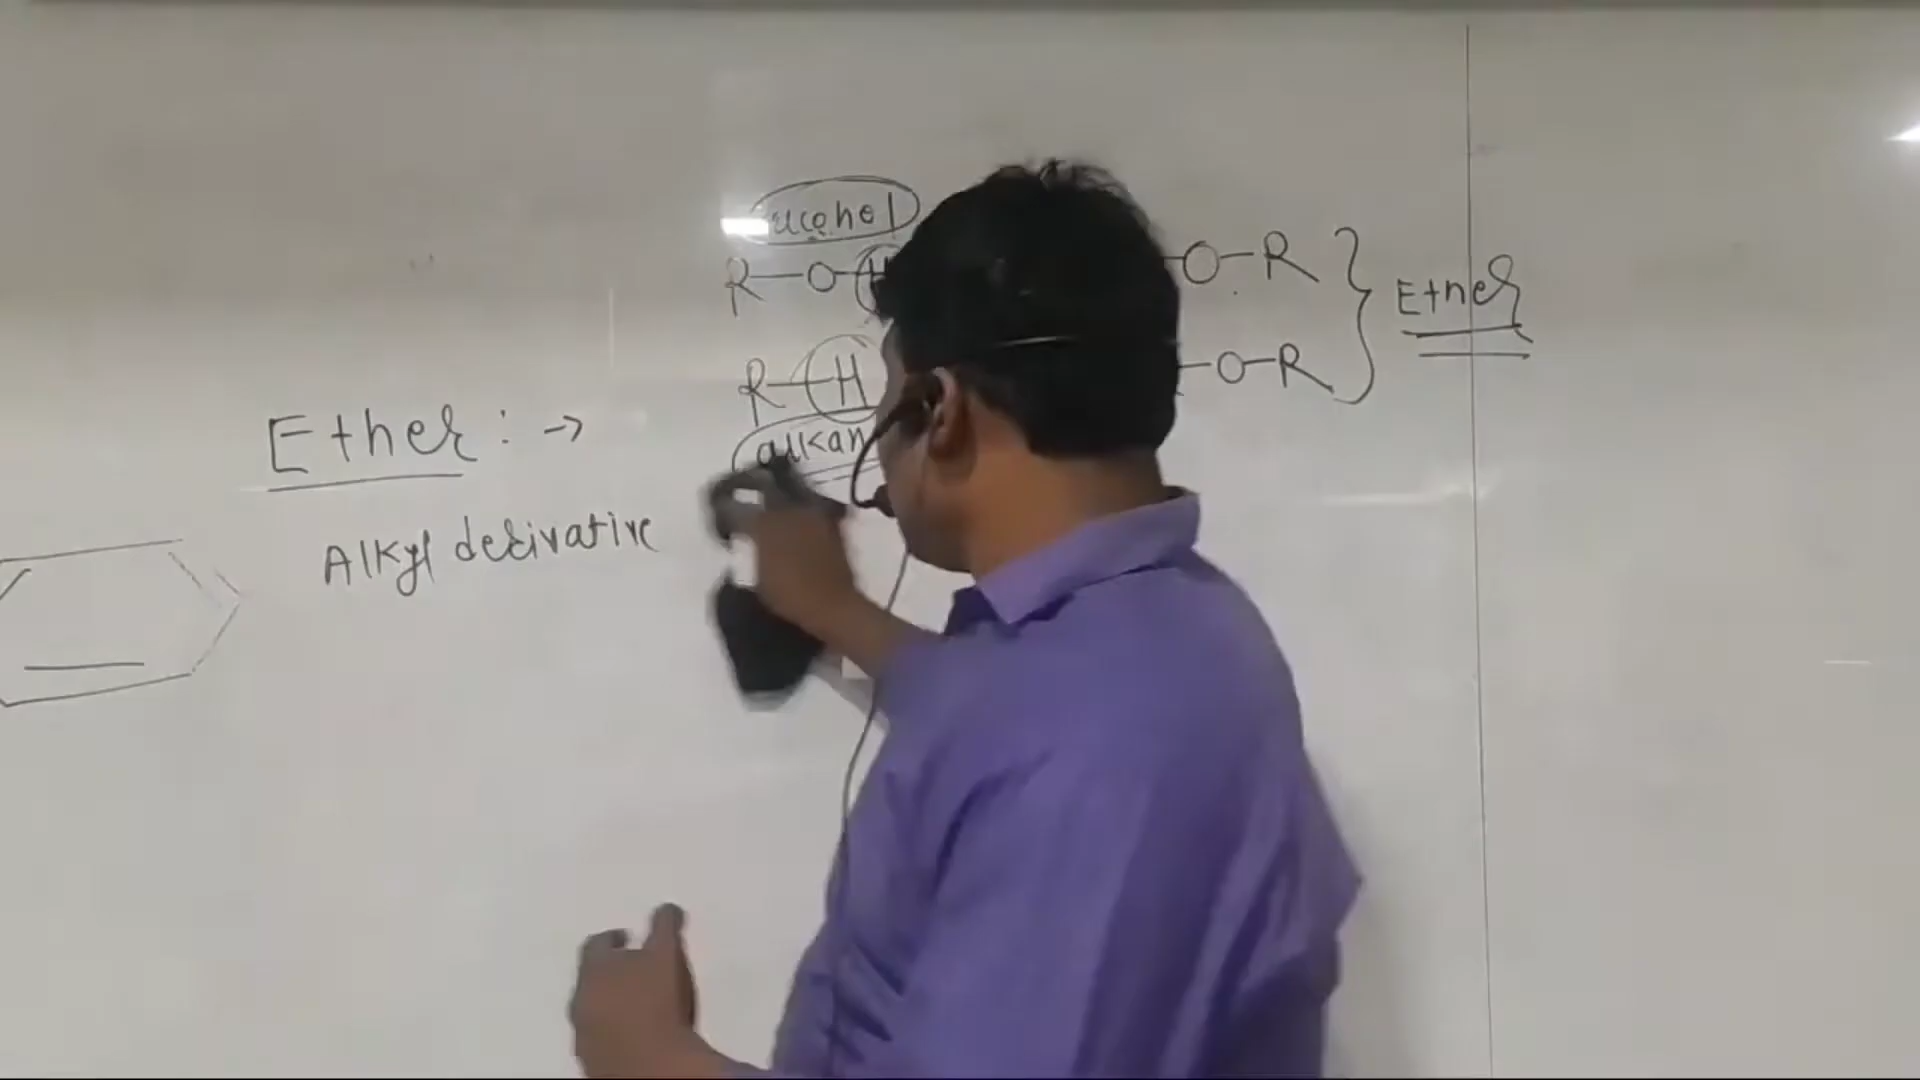 alcohol
R—O—H —O—R
Ether
R—H —O—R
alkan
Ether : →
Alkyl derivative